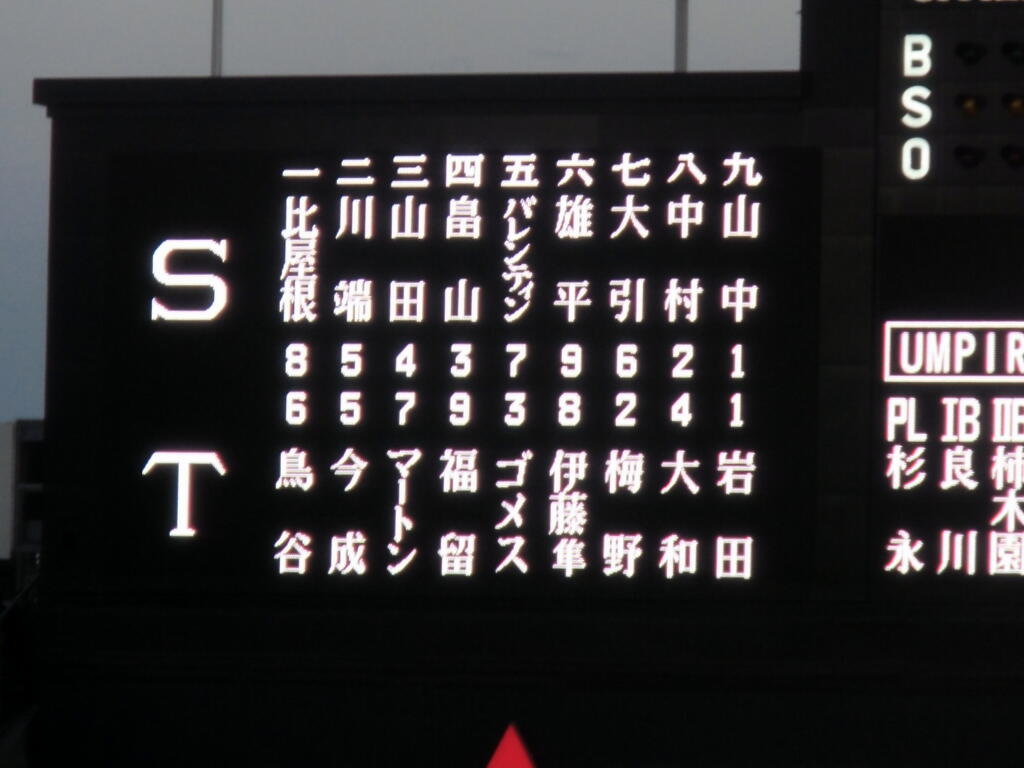 一 二 三 四 五 六 七 八 九
S
比屋根 川端 山田 畠山 バレンティン 雄平 大引 中村 山中
8 5 4 3 7 9 6 2 1
6 5 7 9 3 8 2 4 1
T
鳥谷 今成 マートン 福留 ゴメス 伊藤隼 梅野 大和 岩田
B
S
O
UMPIR
PL IB IIB
杉永 良川 柿木園